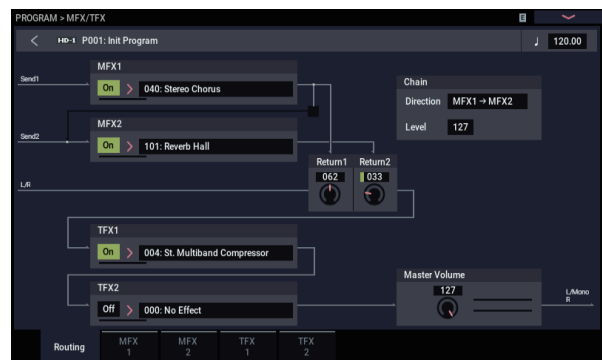 PROGRAM > MFX/TFX
E
HD-1 P001: Init Program
♩ 120.00
MFX1
Send1
On > 040: Stereo Chorus
Chain
Direction MFX1→MFX2
Level 127
MFX2
Send2
On > 101: Reverb Hall
Return1 Return2
062 033
L/R
TFX1
On > 004: St. Multiband Compressor
TFX2
Off > 000: No Effect
Master Volume
127
L/Mono
R
Routing
MFX 1
MFX 2
TFX 1
TFX 2